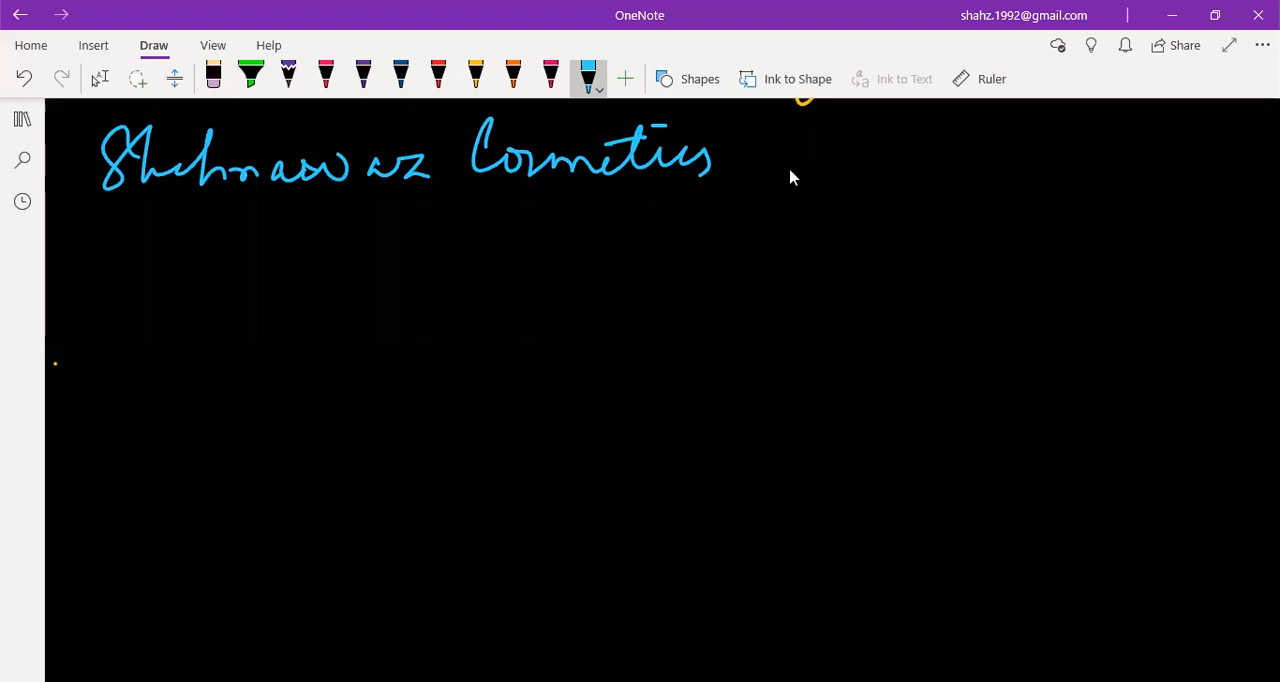 OneNote
shahz.1992@gmail.com
Home Insert Draw View Help Share
Shapes Ink to Shape Ink to Text Ruler
Shahnawaz Cosmetics